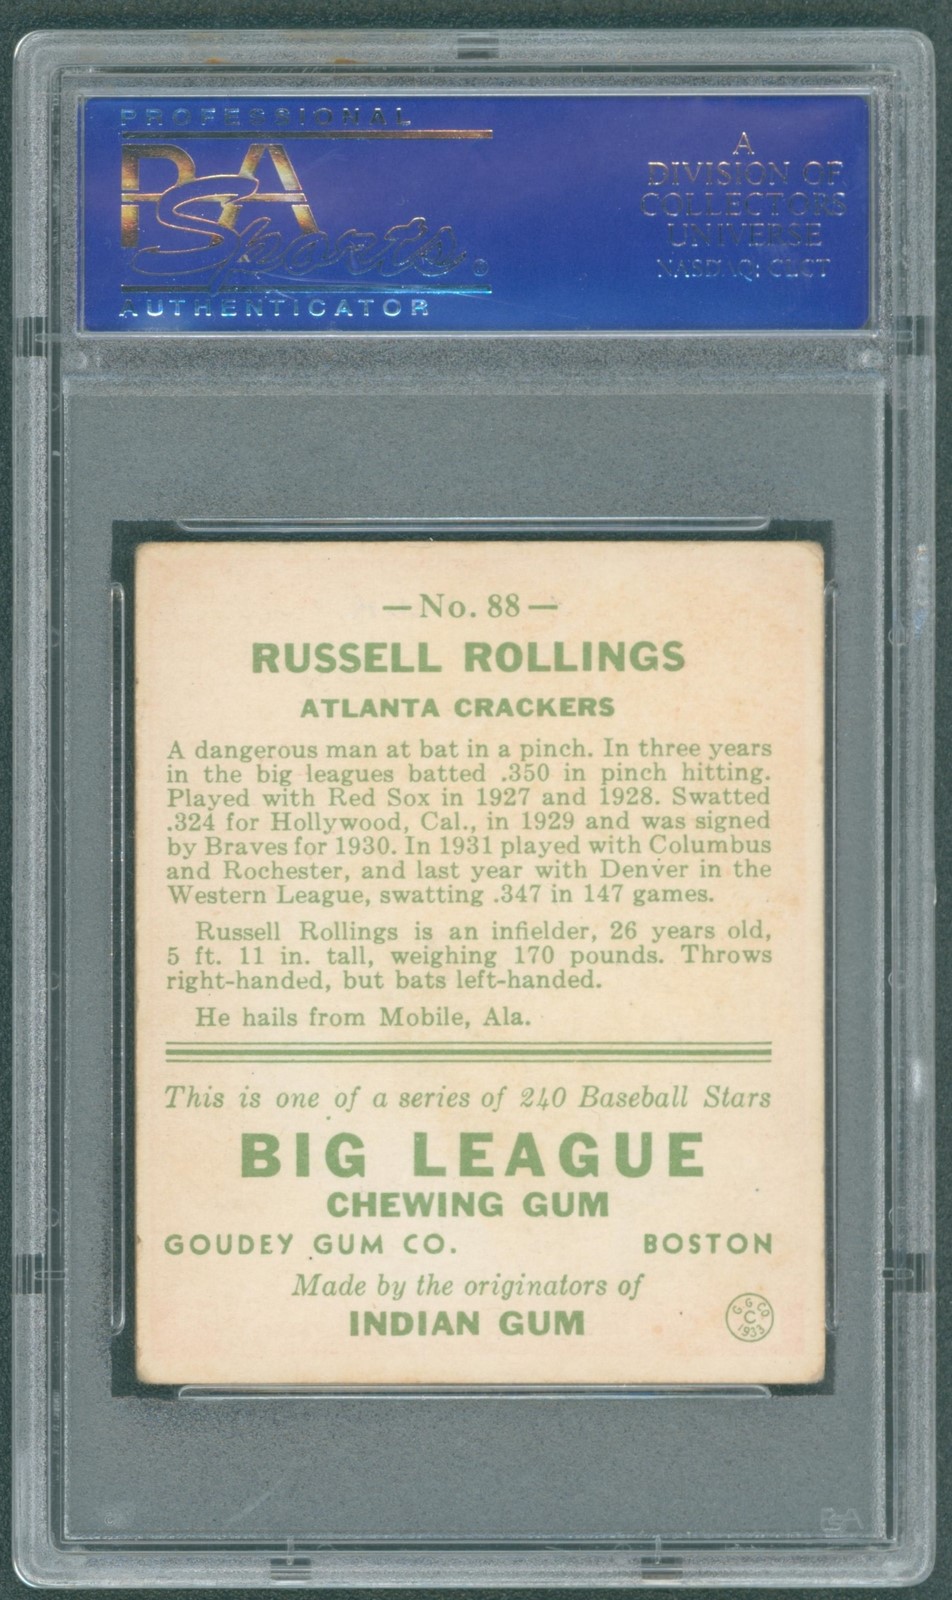 PROFESSIONAL
PSA
Sports ®
AUTHENTICATOR
A
DIVISION OF
COLLECTORS
UNIVERSE
NASDAQ: CLCT
—No. 88—
RUSSELL ROLLINGS
ATLANTA CRACKERS
A dangerous man at bat in a pinch. In three years
in the big leagues batted .350 in pinch hitting.
Played with Red Sox in 1927 and 1928. Swatted
.324 for Hollywood, Cal., in 1929 and was signed
by Braves for 1930. In 1931 played with Columbus
and Rochester, and last year with Denver in the
Western League, swatting .347 in 147 games.
Russell Rollings is an infielder, 26 years old,
5 ft. 11 in. tall, weighing 170 pounds. Throws
right-handed, but bats left-handed.
He hails from Mobile, Ala.
This is one of a series of 240 Baseball Stars
BIG LEAGUE
CHEWING GUM
GOUDEY GUM CO. BOSTON
Made by the originators of
INDIAN GUM
G. G. CO.
C
1933
PSA